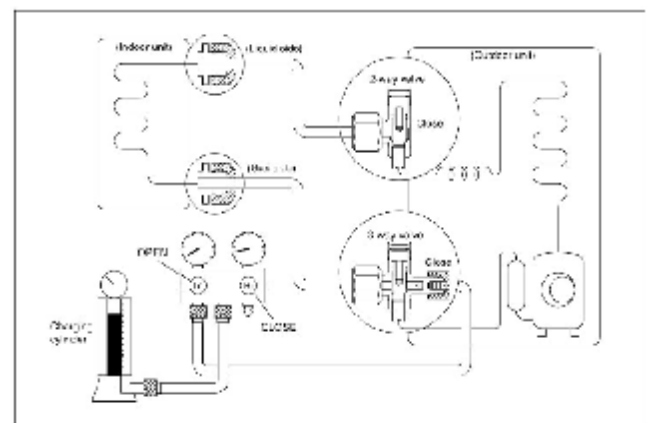 (Indoor unit)
(Liquid side)
(Outdoor unit)
2-way valve
Close
(Gas side)
3-way valve
Close
OPEN
CLOSE
Charging
cylinder